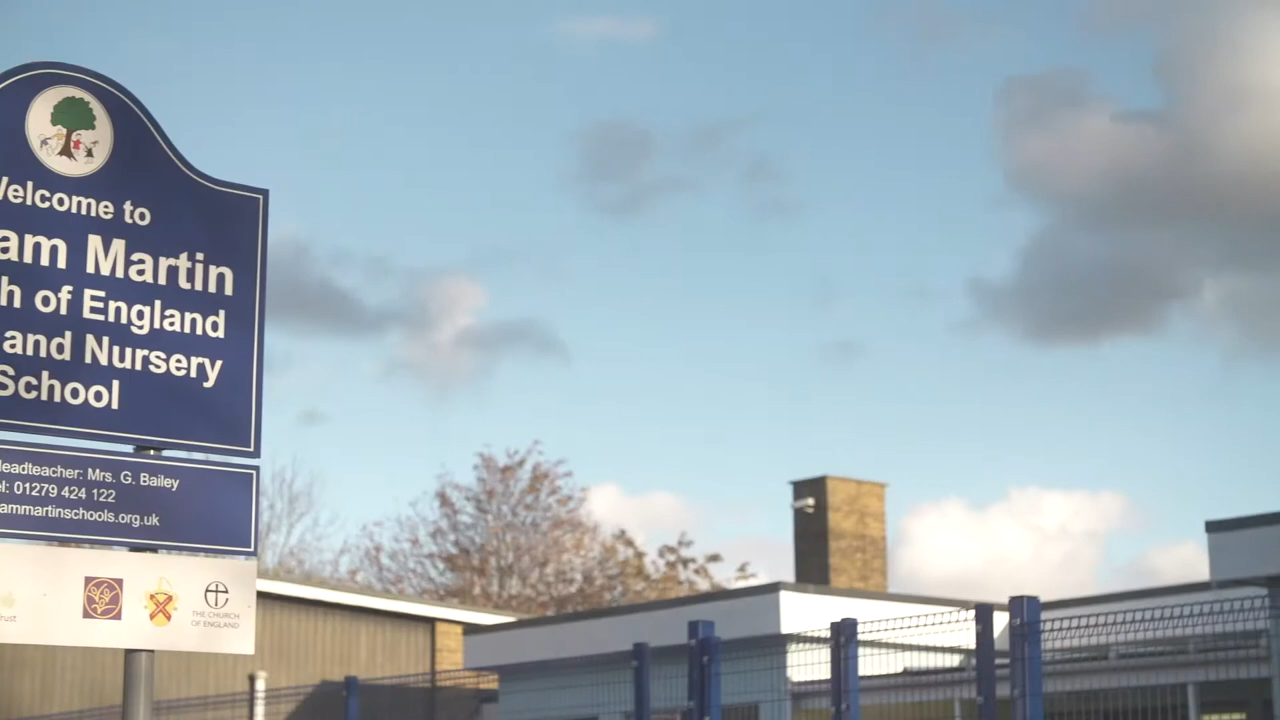 Welcome to
am Martin
h of England
and Nursery
School
Headteacher: Mrs. G. Bailey
el: 01279 424 122
ammartinschools.org.uk
rust
THE CHURCH
OF ENGLAND